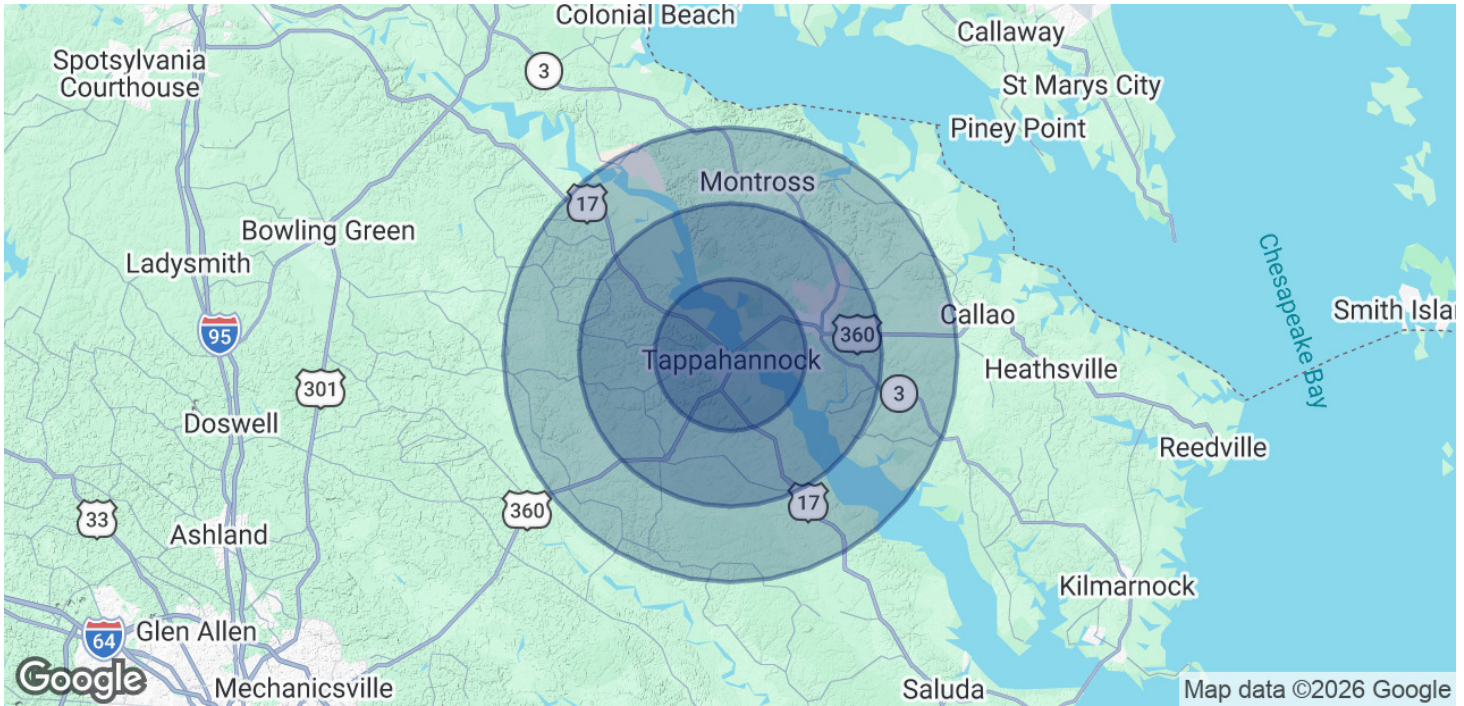 Colonial Beach
Callaway
Spotsylvania
Courthouse
3
St Marys City
Piney Point
Montross
17
Bowling Green
Ladysmith
Chesapeake Bay
95
Callao
Smith Islan
360
Tappahannock
Heathsville
301
3
Doswell
Reedville
17
360
33
Ashland
Kilmarnock
64
Glen Allen
Google
Mechanicsville
Saluda
Map data ©2026 Google